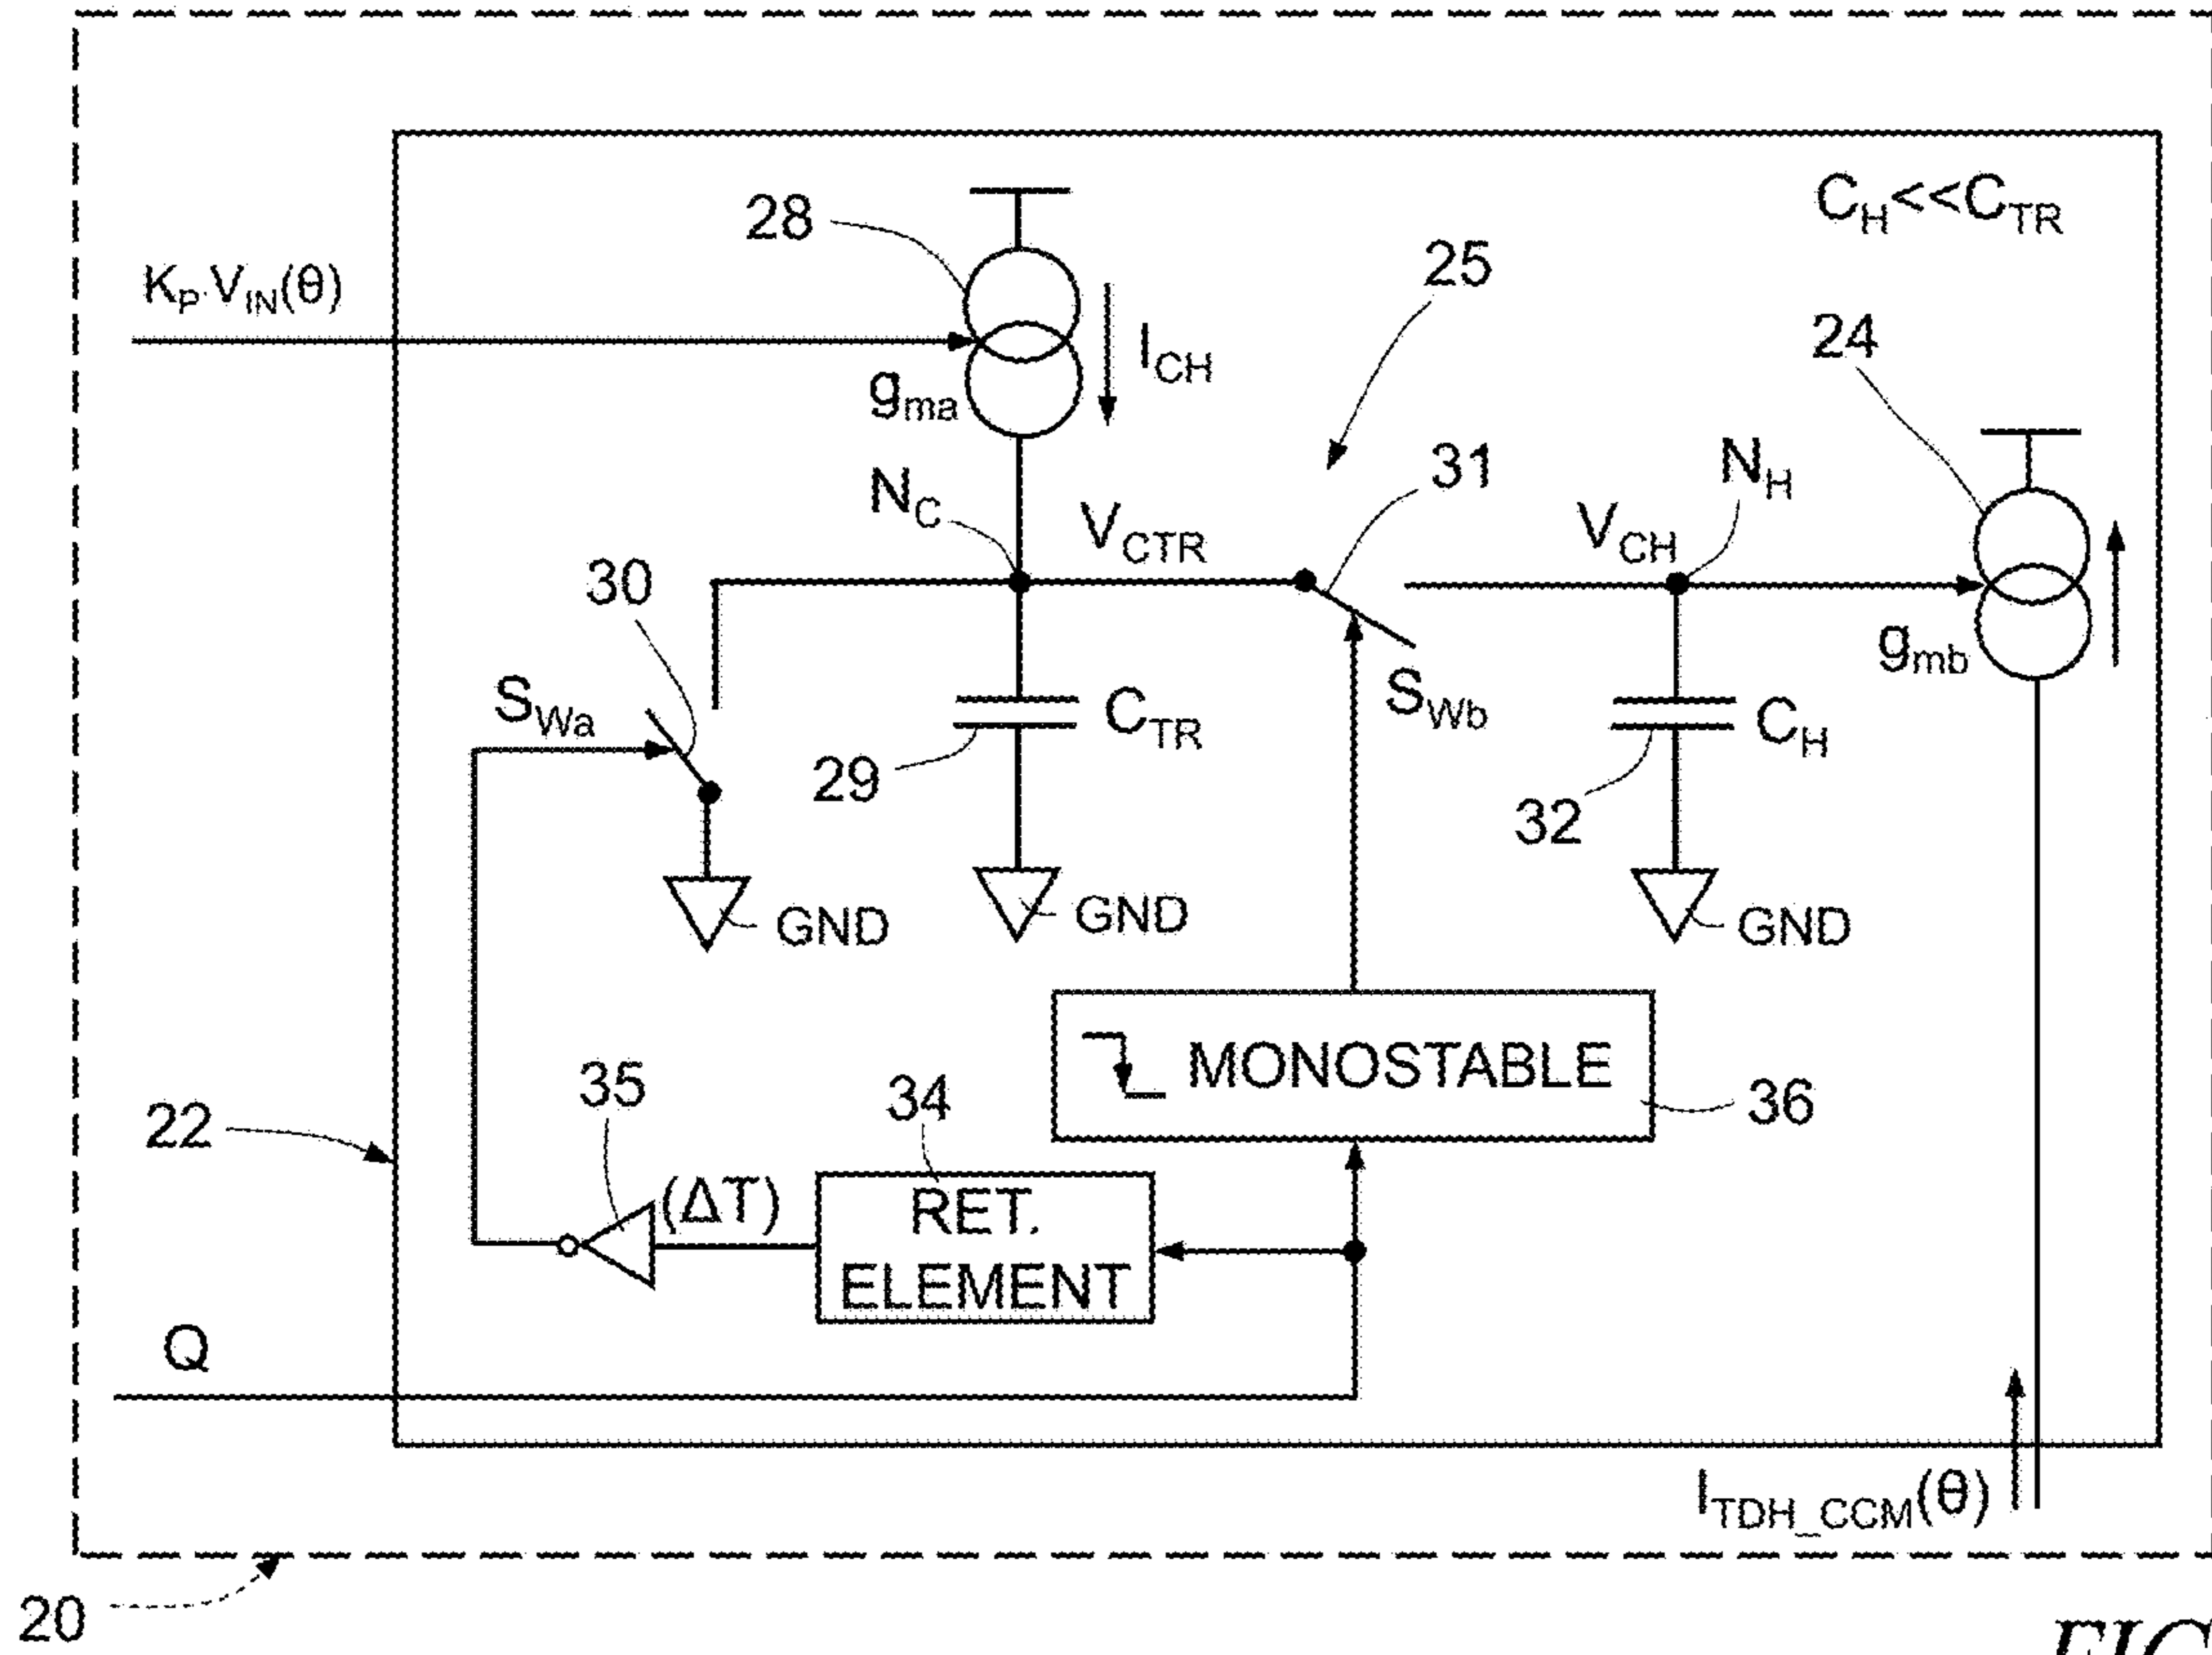 C_H<<C_TR
28
25
K_P·V_IN(θ)
I_CH
24
g_ma
31
N_H
N_C
V_CTR
V_CH
30
g_mb
S_Wa
C_TR
S_Wb
C_H
29
32
GND
GND
GND
MONOSTABLE
35
34
36
22
(ΔT)
RET.
ELEMENT
Q
I_TDH_CCM(θ)
20